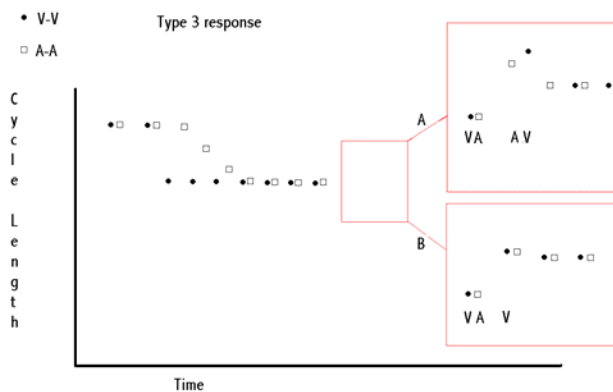 V-V
Type 3 response
A-A
Cycle Length
A
VA AV
B
VA V
Time